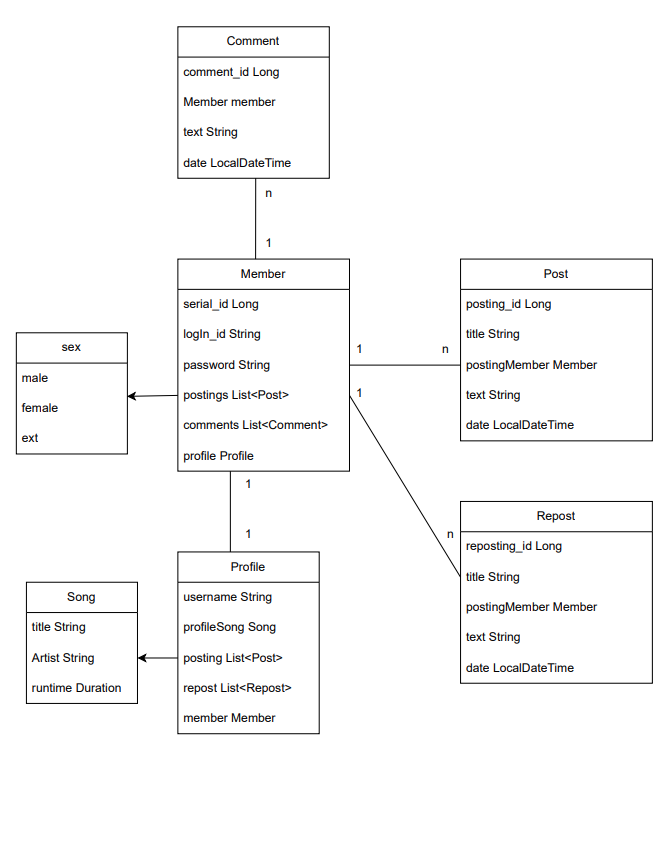 Comment
comment_id Long
Member member
text String
date LocalDateTime
n
1
Member
serial_id Long
logIn_id String
password String
postings List<Post>
comments List<Comment>
profile Profile
Post
posting_id Long
title String
postingMember Member
text String
date LocalDateTime
1
n
1
sex
male
female
ext
1
1
n
Repost
reposting_id Long
title String
postingMember Member
text String
date LocalDateTime
Profile
username String
profileSong Song
posting List<Post>
repost List<Repost>
member Member
Song
title String
Artist String
runtime Duration